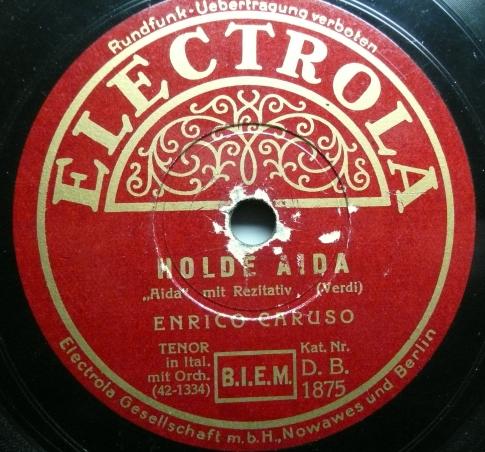 Rundfunk-Uebertragung verboten
ELECTROLA
HOLDE AIDA
„Aida“ mit Rezitativ (Verdi)
ENRICO CARUSO
TENOR
in Ital.
mit Orch.
(42-1334)
B.I.E.M.
Kat. Nr.
D. B.
1875
Electrola Gesellschaft m.b.H., Nowawes und Berlin